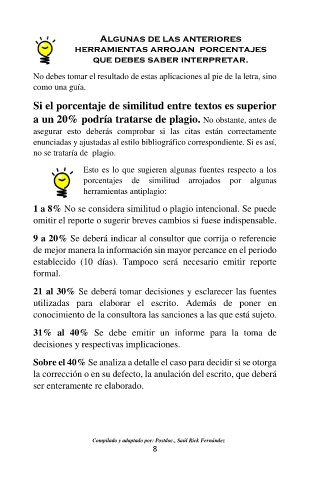 ALGUNAS DE LAS ANTERIORES
HERRAMIENTAS ARROJAN PORCENTAJES
QUE DEBES SABER INTERPRETAR.
No debes tomar el resultado de estas aplicaciones al pie de la letra, sino
como una guía.
Si el porcentaje de similitud entre textos es superior
a un 20% podría tratarse de plagio. No obstante, antes de
asegurar esto deberás comprobar si las citas están correctamente
enunciadas y ajustadas al estilo bibliográfico correspondiente. Si es así,
no se trataría de plagio.
Esto es lo que sugieren algunas fuentes respecto a los
porcentajes de similitud arrojados por algunas
herramientas antiplagio:
1 a 8% No se considera similitud o plagio intencional. Se puede
omitir el reporte o sugerir breves cambios si fuese indispensable.
9 a 20% Se deberá indicar al consultor que corrija o referencie
de mejor manera la información sin mayor percance en el periodo
establecido (10 días). Tampoco será necesario emitir reporte
formal.
21 al 30% Se deberá tomar decisiones y esclarecer las fuentes
utilizadas para elaborar el escrito. Además de poner en
conocimiento de la consultora las sanciones a las que está sujeto.
31% al 40% Se debe emitir un informe para la toma de
decisiones y respectivas implicaciones.
Sobre el 40% Se analiza a detalle el caso para decidir si se otorga
la corrección o en su defecto, la anulación del escrito, que deberá
ser enteramente re elaborado.
Compilado y adaptado por: Postdoc., Saúl Rick Fernández
8